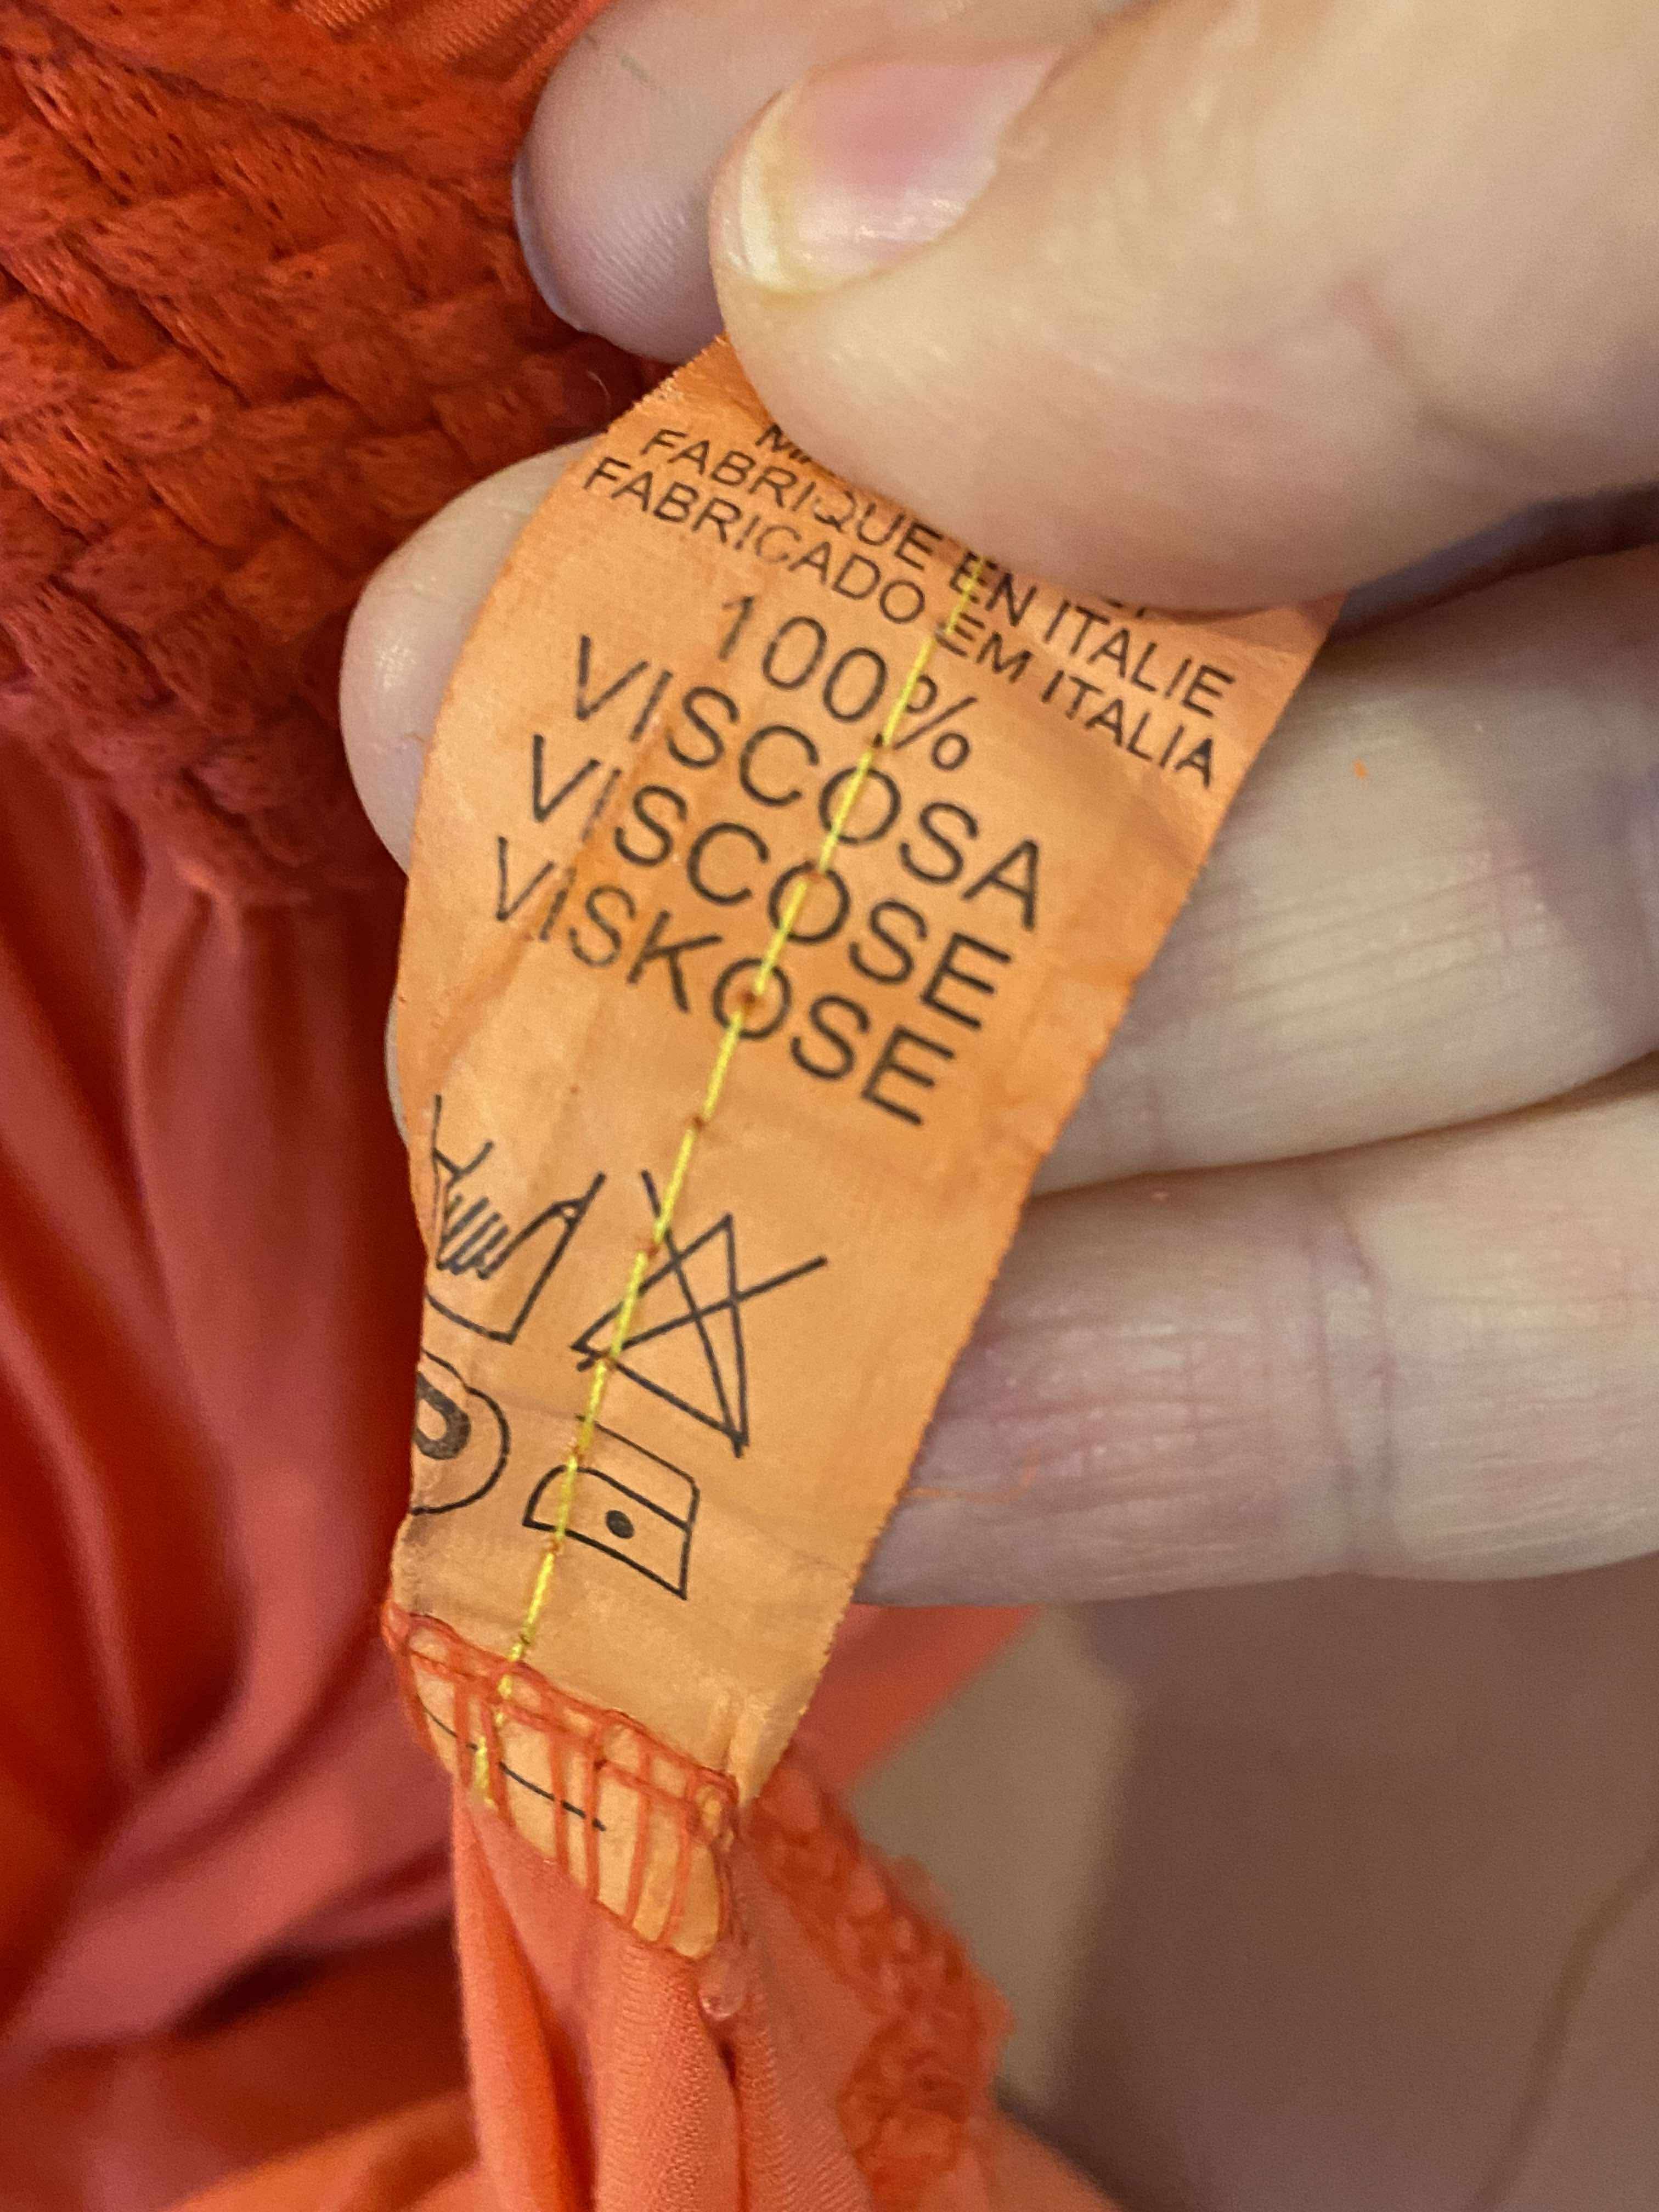 FABRIQUE EN ITALIE
FABRICADO EM ITALIA
100%
VISCOSA
VISCOSE
VISKOSE
P